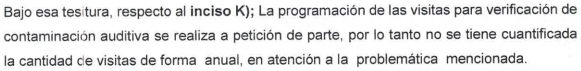 Bajo esa tesitura, respecto al inciso K); La programación de las visitas para verificación de
contaminación auditiva se realiza a petición de parte, por lo tanto no se tiene cuantificada
la cantidad de visitas de forma anual, en atención a la problemática mencionada.